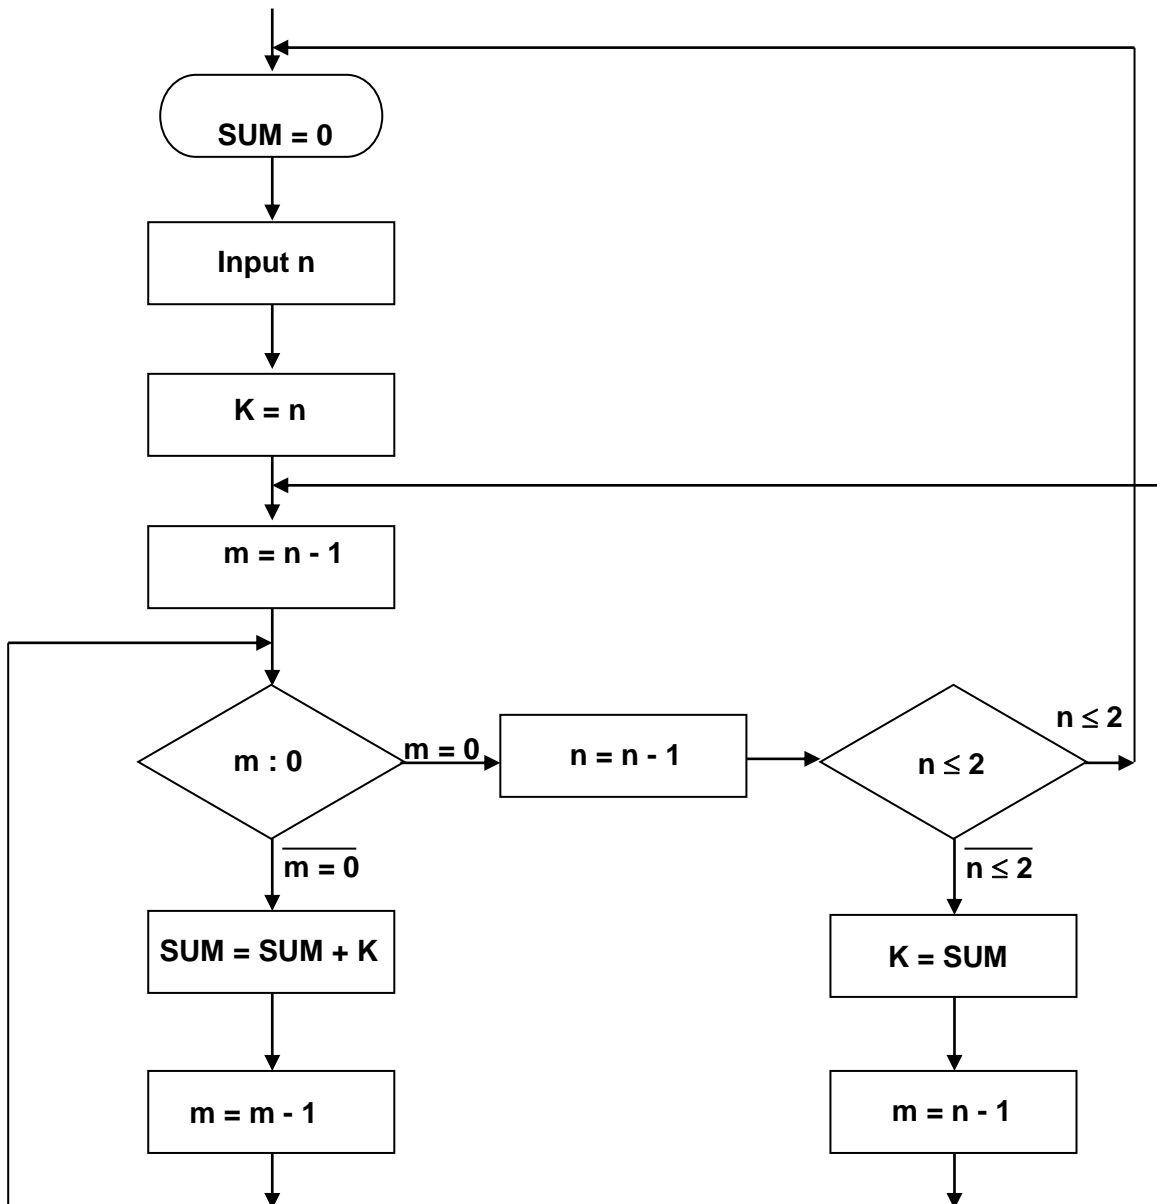 SUM = 0
Input n
K = n
m = n - 1
m : 0
m = 0
n = n - 1
n ≤ 2
n ≤ 2
m = 0
n ≤ 2
SUM = SUM + K
K = SUM
m = m - 1
m = n - 1